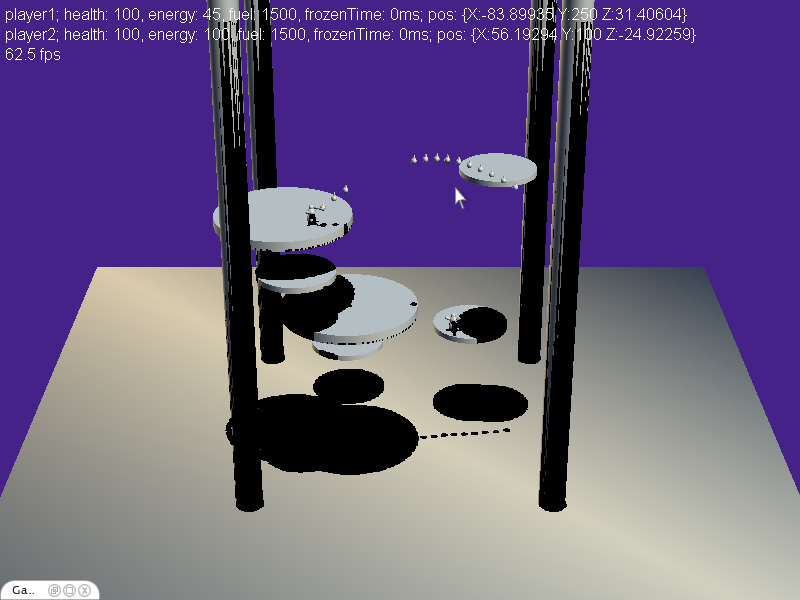 player1; health: 100, energy: 45, fuel: 1500, frozenTime: 0ms; pos: {X:-83.89935 Y:250 Z:31.40604}
player2; health: 100, energy: 100, fuel: 1500, frozenTime: 0ms; pos: {X:56.19294 Y:100 Z:-24.92259}
62.5 fps
Ga..